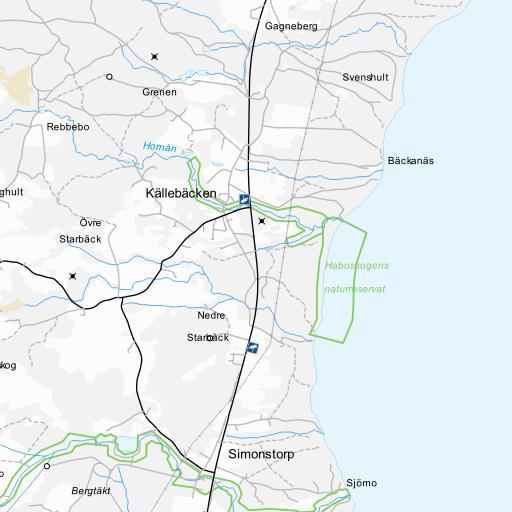 Gagneberg
Svenshult
Grenen
Rebbebo
Homån
Bäckanäs
ghult
Källebäcken
Övre
Starbäck
Haboskogens
naturreservat
Nedre
Starbäck
kog
Simonstorp
Sjömo
Bergtäkt